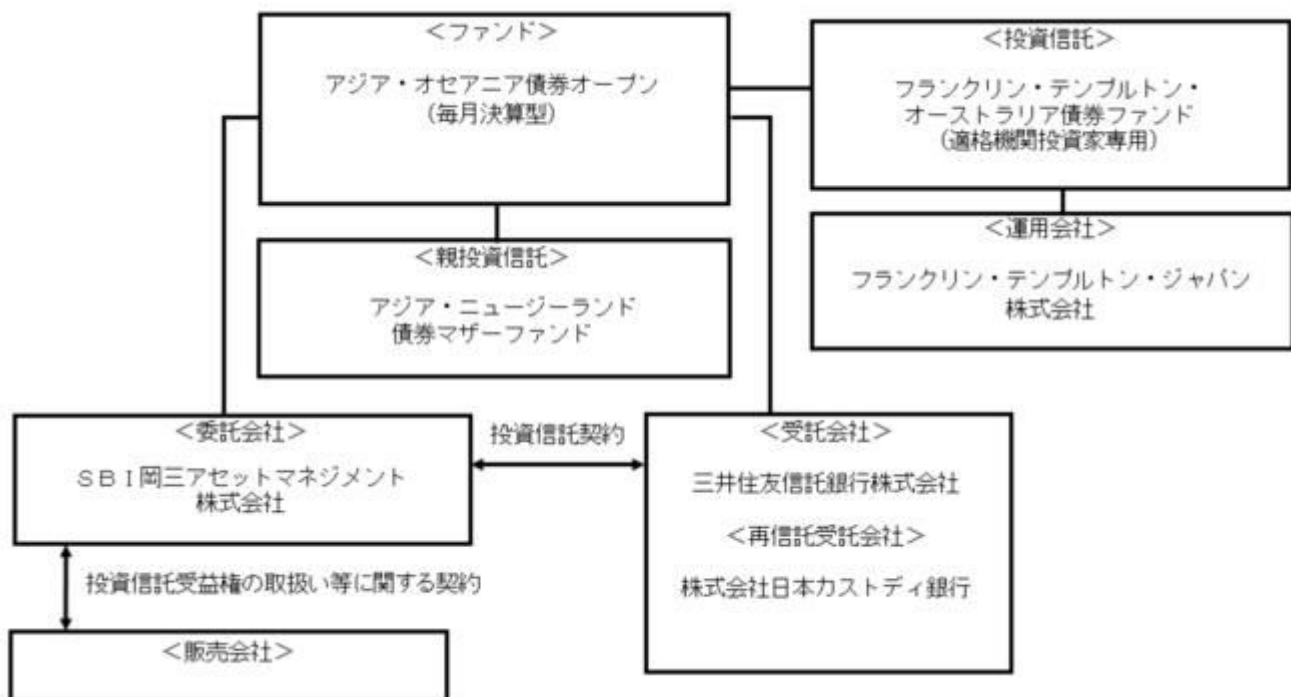 ＜ファンド＞
アジア・オセアニア債券オープン
（毎月決算型）
＜投資信託＞
フランクリン・テンプルトン・
オーストラリア債券ファンド
（適格機関投資家専用）
＜運用会社＞
フランクリン・テンプルトン・ジャパン
株式会社
＜親投資信託＞
アジア・ニュージーランド
債券マザーファンド
＜委託会社＞
ＳＢＩ岡三アセットマネジメント
株式会社
投資信託契約
＜受託会社＞
三井住友信託銀行株式会社
＜再信託受託会社＞
株式会社日本カストディ銀行
投資信託受益権の取扱い等に関する契約
＜販売会社＞